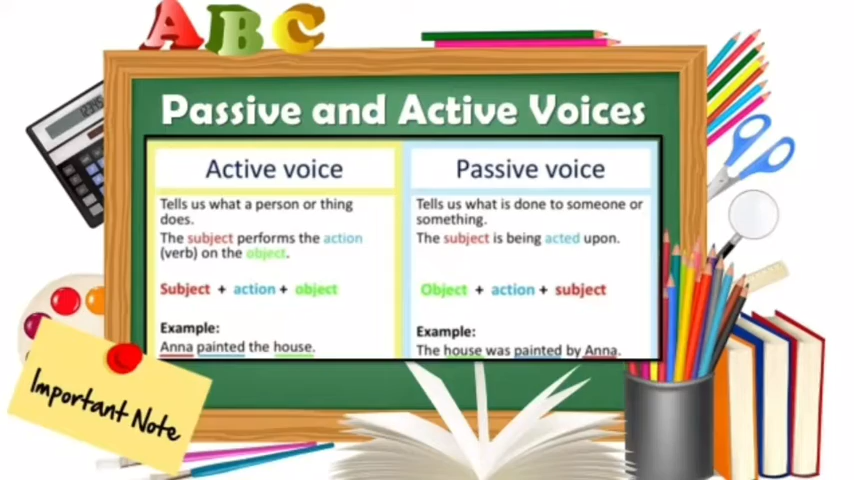 ABC
Passive and Active Voices
Active voice
Tells us what a person or thing
does.
The subject performs the action
(verb) on the object.
Subject + action + object
Example:
Anna painted the house.
Passive voice
Tells us what is done to someone or
something.
The subject is being acted upon.
Object + action + subject
Example:
The house was painted by Anna.
Important Note